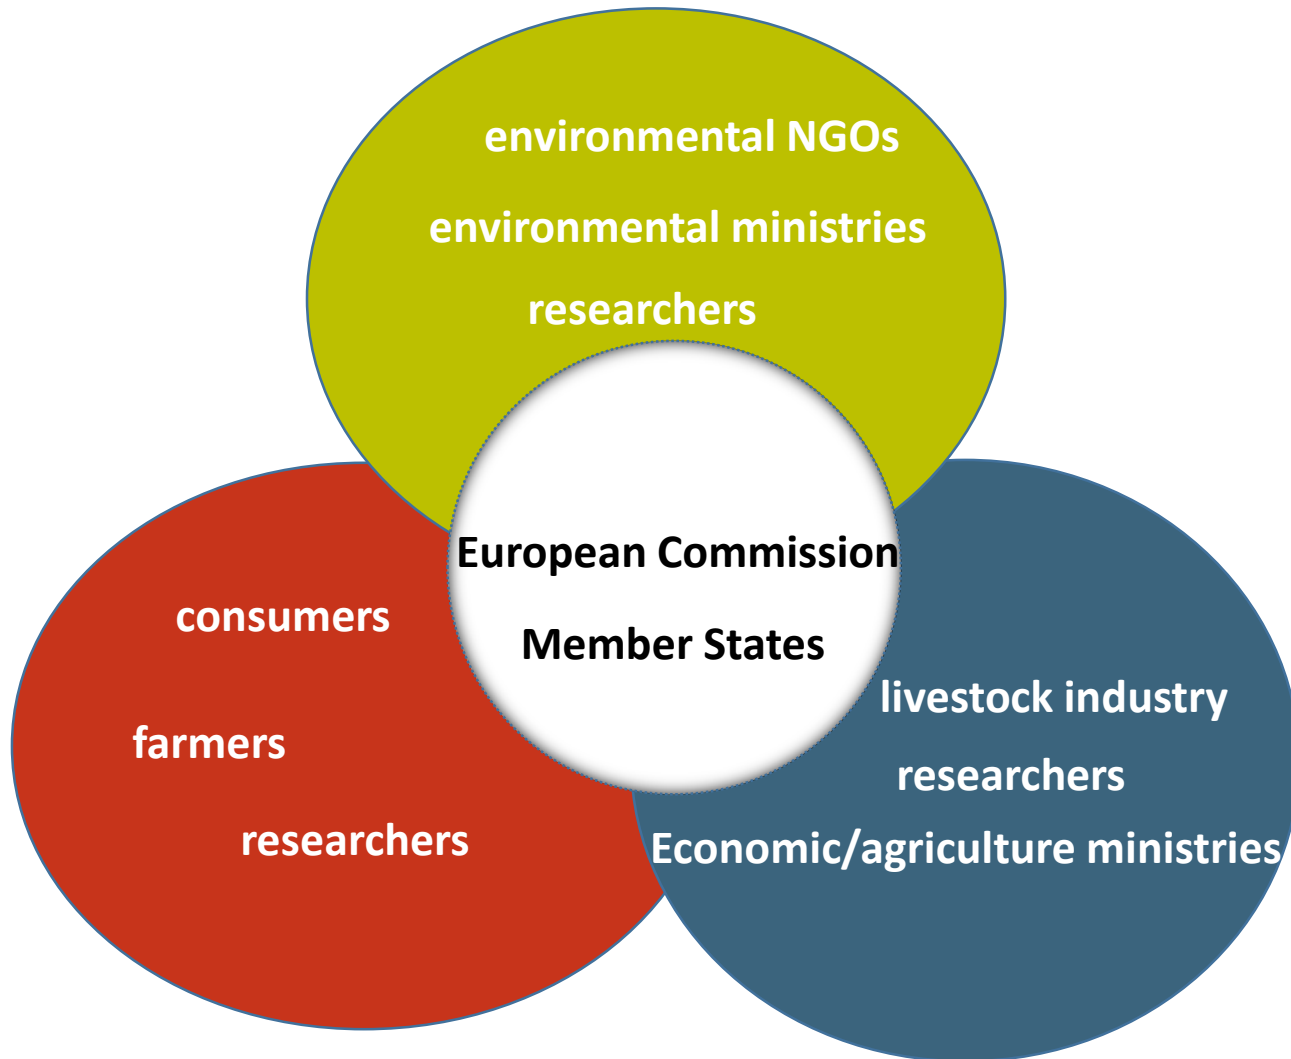 environmental NGOs
environmental ministries
researchers
European Commission
Member States
consumers
farmers
researchers
livestock industry
researchers
Economic/agriculture ministries